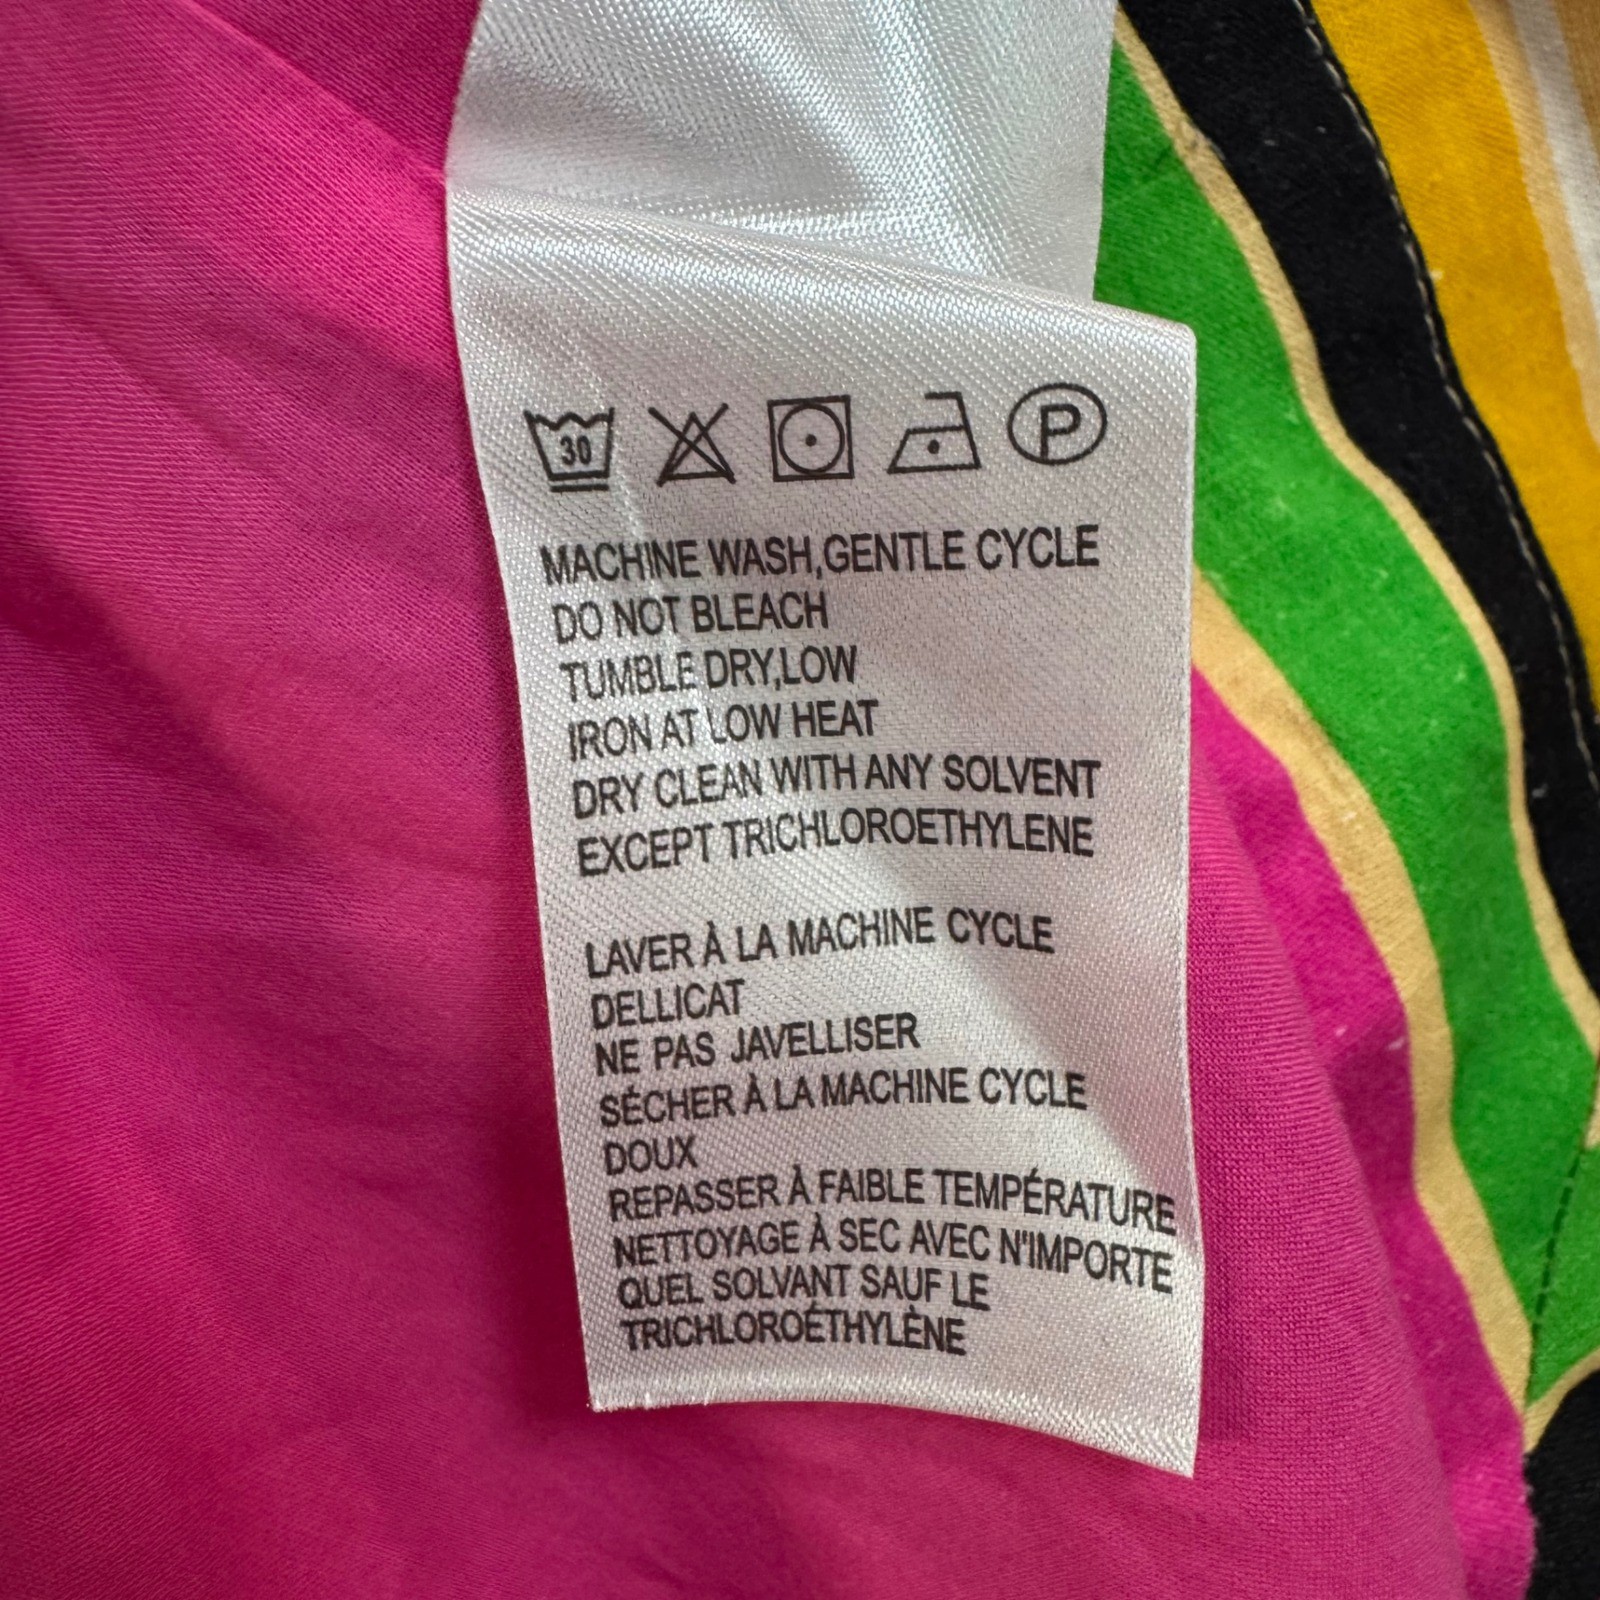 30
P
MACHINE WASH,GENTLE CYCLE
DO NOT BLEACH
TUMBLE DRY,LOW
IRON AT LOW HEAT
DRY CLEAN WITH ANY SOLVENT
EXCEPT TRICHLOROETHYLENE
LAVER À LA MACHINE CYCLE
DELLICAT
NE PAS JAVELLISER
SÉCHER À LA MACHINE CYCLE
DOUX
REPASSER À FAIBLE TEMPÉRATURE
NETTOYAGE À SEC AVEC N'IMPORTE
QUEL SOLVANT SAUF LE
TRICHLOROÉTHYLÈNE